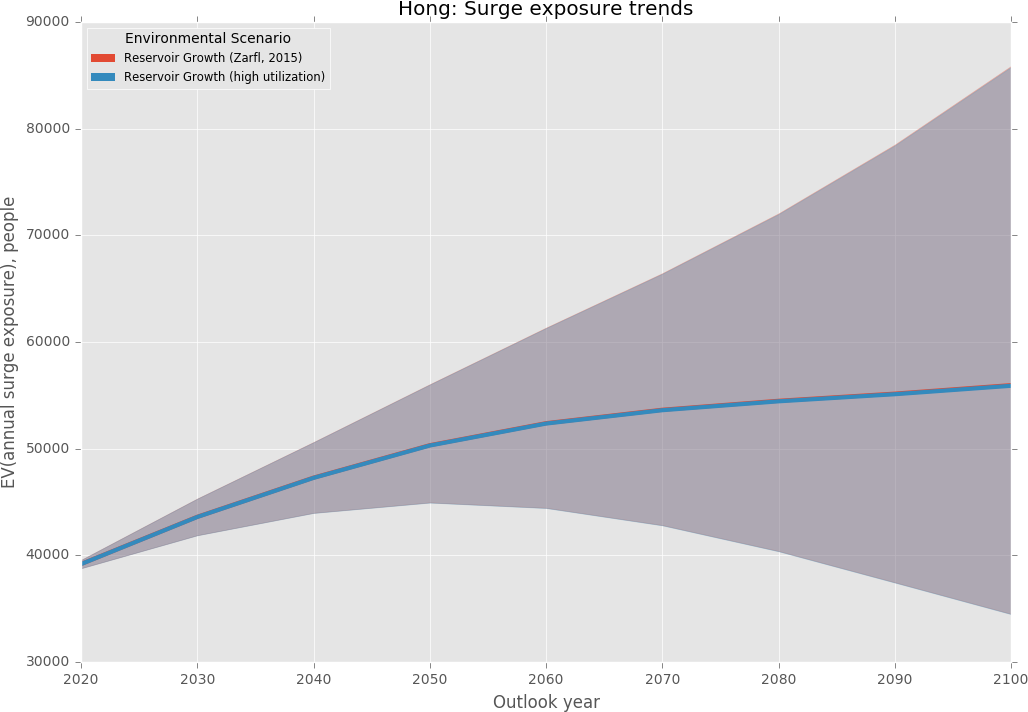 Hong: Surge exposure trends
Environmental Scenario
Reservoir Growth (Zarfl, 2015)
Reservoir Growth (high utilization)
EV(annual surge exposure), people
90000
80000
70000
60000
50000
40000
30000
2020 2030 2040 2050 2060 2070 2080 2090 2100
Outlook year